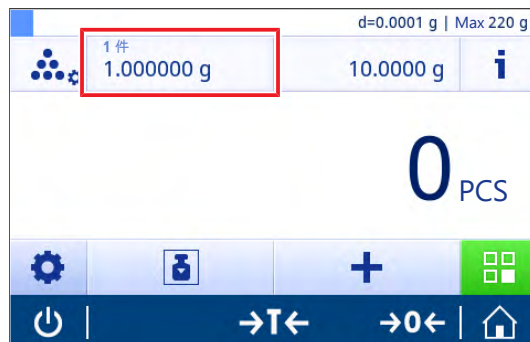 d=0.0001 g | Max 220 g
1 件
1.000000 g
10.0000 g
i
0 PCS
→T←
→0←